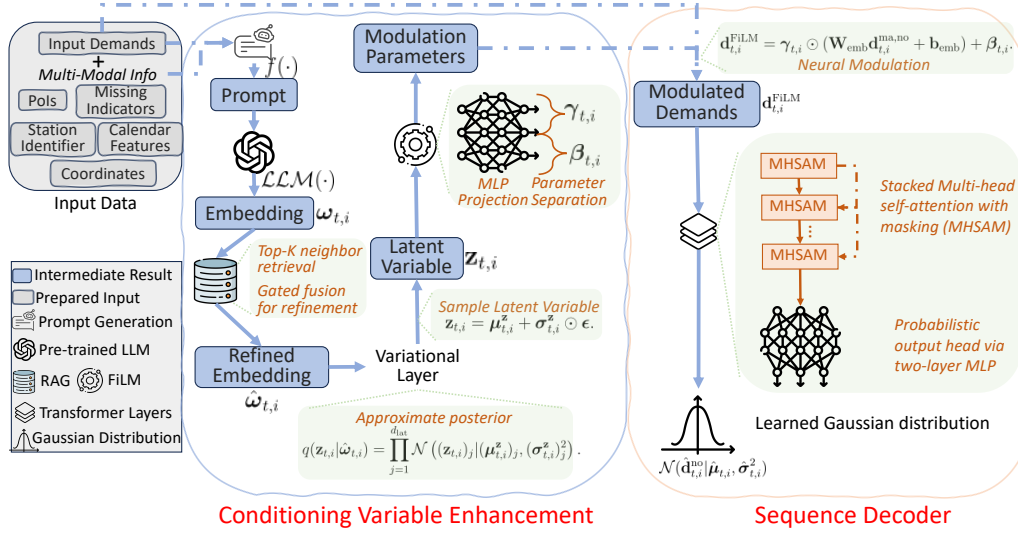 Input Demands
+
Multi-Modal Info
PoIs
Missing
Indicators
Station
Identifier
Calendar
Features
Coordinates
Input Data
Intermediate Result
Prepared Input
Prompt Generation
Pre-trained LLM
RAG
FiLM
Transformer Layers
Gaussian Distribution
f(·)
Prompt
𝓛𝓛𝓜(·)
Embedding
ω_{t,i}
Top-K neighbor
retrieval
Gated fusion
for refinement
Refined
Embedding
ω̂_{t,i}
Modulation
Parameters
γ_{t,i}
β_{t,i}
MLP
Projection
Parameter
Separation
Latent
Variable
z_{t,i}
Sample Latent Variable
z_{t,i} = μ^z_{t,i} + σ^z_{t,i} ⊙ ϵ.
Variational
Layer
Approximate posterior
q(z_{t,i}|ω̂_{t,i}) = ∏_{j=1}^{d_lat} 𝒩((z_{t,i})_j|(μ^z_{t,i})_j, (σ^z_{t,i})^2_j).
Conditioning Variable Enhancement
d^{FiLM}_{t,i} = γ_{t,i} ⊙ (W_emb d^{ma,no}_{t,i} + b_emb) + β_{t,i}.
Neural Modulation
Modulated
Demands
d^{FiLM}_{t,i}
MHSAM
MHSAM
⋮
MHSAM
Stacked Multi-head
self-attention with
masking (MHSAM)
Probabilistic
output head via
two-layer MLP
Learned Gaussian distribution
𝒩(d̂^{no}_{t,i}|μ̂_{t,i}, σ̂^2_{t,i})
Sequence Decoder